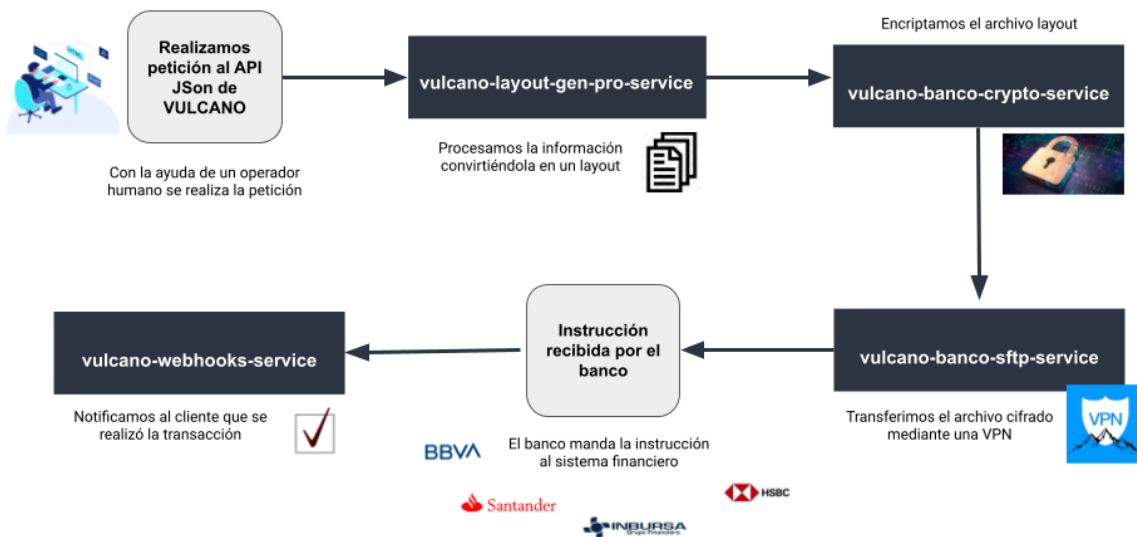 Realizamos
petición al API
JSon de
VULCANO
Con la ayuda de un operador
humano se realiza la petición
vulcano-layout-gen-pro-service
Procesamos la información
convirtiéndola en un layout
Encriptamos el archivo layout
vulcano-banco-crypto-service
vulcano-banco-sftp-service
Transferimos el archivo cifrado
mediante una VPN
VPN
Instrucción
recibida por el
banco
El banco manda la instrucción
al sistema financiero
BBVA
Santander
INBURSA
Grupo Financiero
HSBC
vulcano-webhooks-service
Notificamos al cliente que se
realizó la transacción